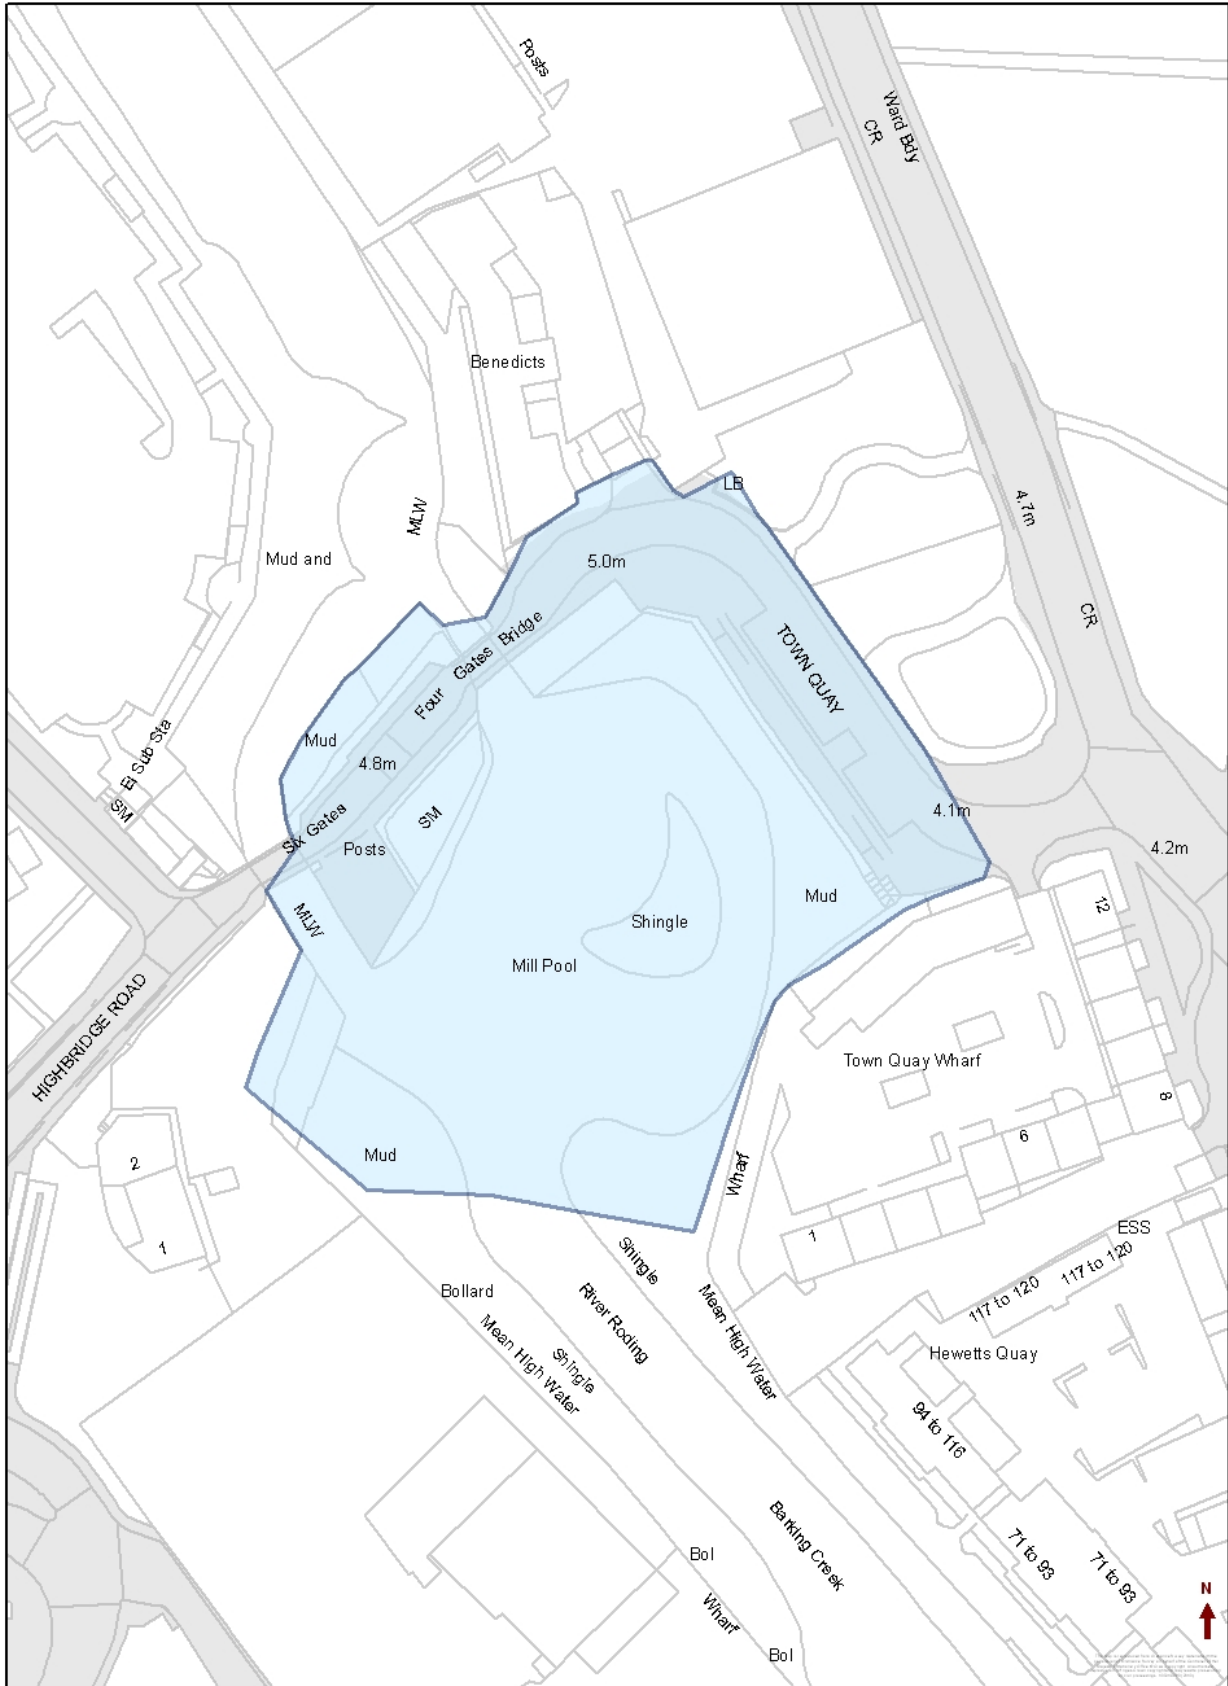 Posts
Ward Bdy
CR
Benedicts
LB
MLW
4.7m
Mud and
5.0m
CR
Four Gates Bridge
TOWN QUAY
Mud
El Sub Sta
4.8m
SM
SM
Six Gates
4.1m
Posts
4.2m
Mud
12
MLW
Shingle
Mill Pool
HIGHBRIDGE ROAD
Town Quay Wharf
8
6
Mud
2
Wharf
1
1
ESS
Shingle
117 to 120
117 to 120
Bollard
River Roding
Mean High Water
Mean High Water
Shingle
Hewetts Quay
94 to 116
Barking Creek
Bol
71 to 93
71 to 93
N
Wharf
Bol